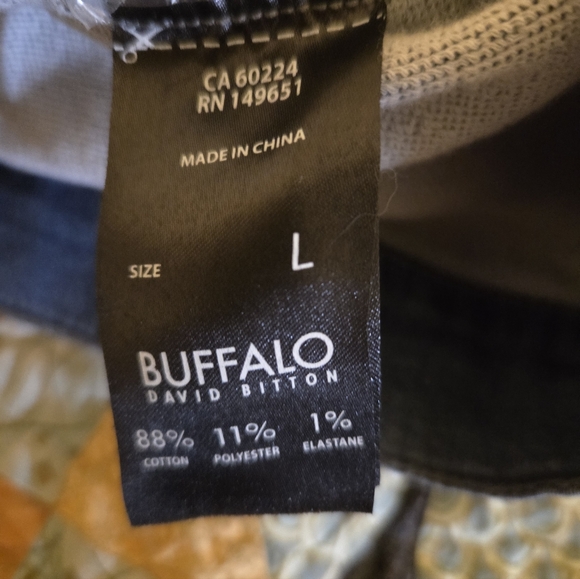 CA 60224
RN 149651
MADE IN CHINA
SIZE L
BUFFALO
DAVID BITTON
88% 11% 1%
COTTON POLYESTER ELASTANE